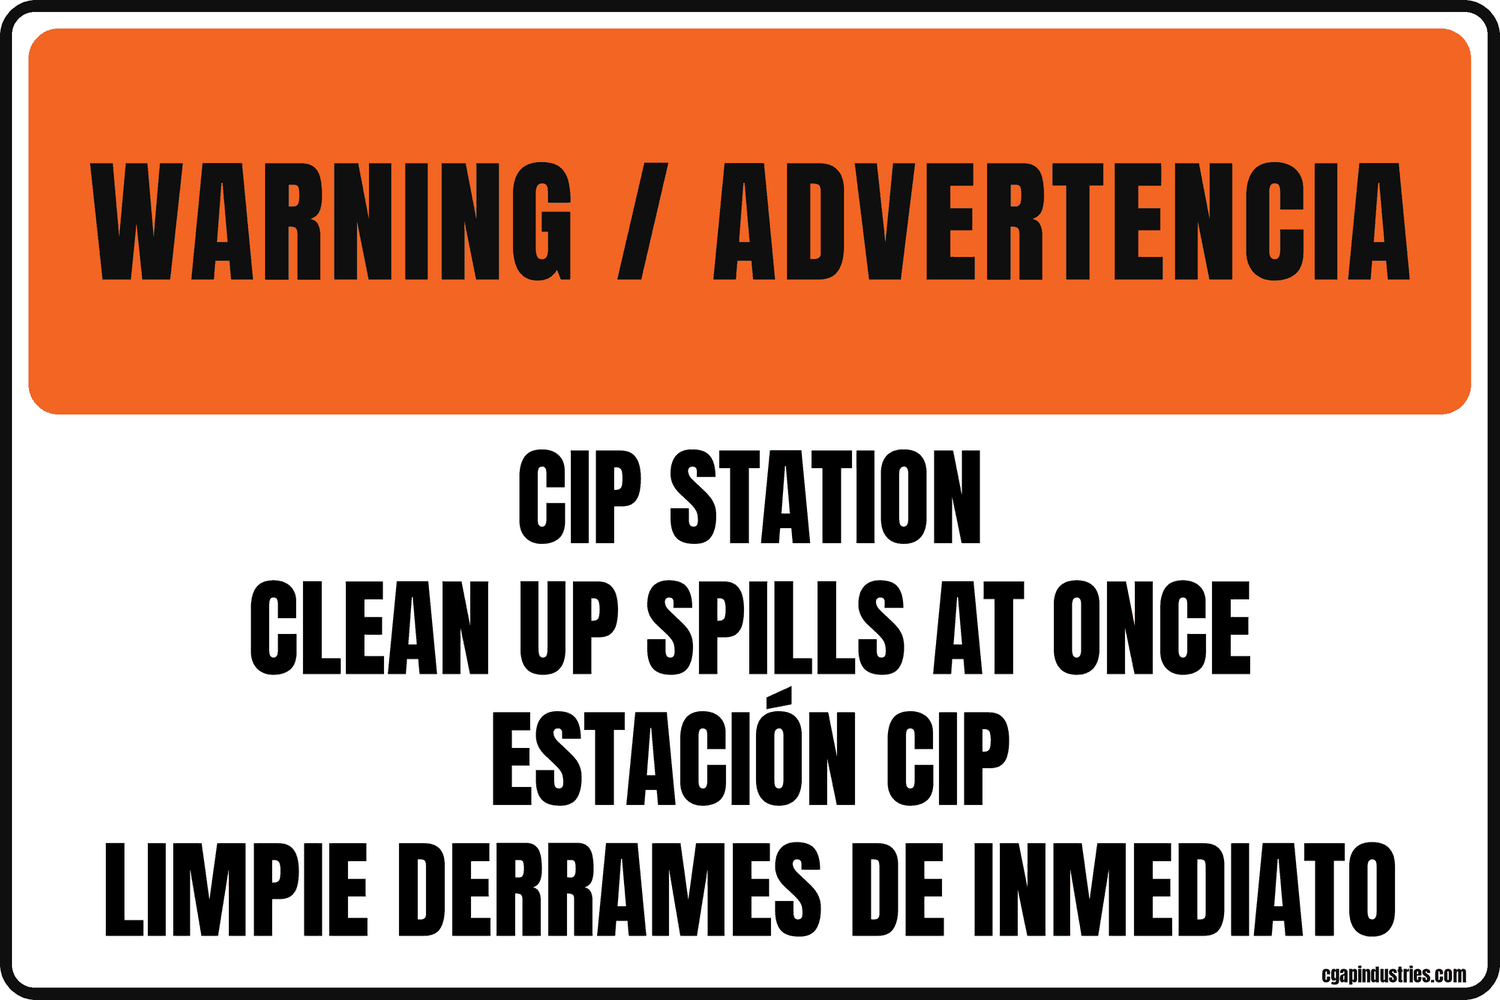 WARNING / ADVERTENCIA
CIP STATION
CLEAN UP SPILLS AT ONCE
ESTACIÓN CIP
LIMPIE DERRAMES DE INMEDIATO
cgapindustries.com